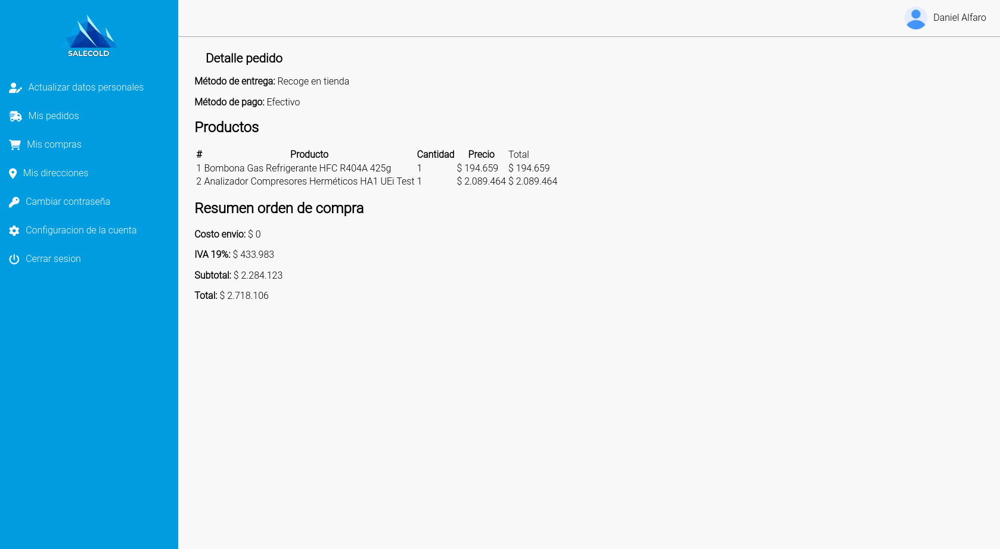 SALECOLD
Actualizar datos personales
Mis pedidos
Mis compras
Mis direcciones
Cambiar contraseña
Configuracion de la cuenta
Cerrar sesion
Daniel Alfaro
Detalle pedido
Método de entrega: Recoge en tienda
Método de pago: Efectivo
Productos
# Producto Cantidad Precio Total
1 Bombona Gas Refrigerante HFC R404A 425g 1 $ 194.659 $ 194.659
2 Analizador Compresores Herméticos HA1 UEi Test 1 $ 2.089.464 $ 2.089.464
Resumen orden de compra
Costo envio: $ 0
IVA 19%: $ 433.983
Subtotal: $ 2.284.123
Total: $ 2.718.106